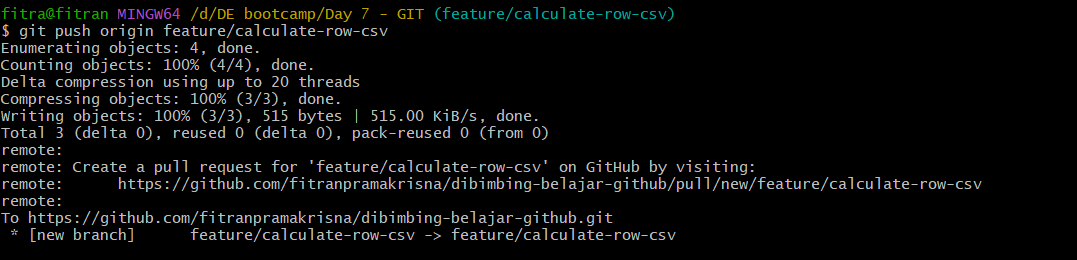 fitra@fitran MINGW64 /d/DE bootcamp/Day 7 - GIT (feature/calculate-row-csv)
$ git push origin feature/calculate-row-csv
Enumerating objects: 4, done.
Counting objects: 100% (4/4), done.
Delta compression using up to 20 threads
Compressing objects: 100% (3/3), done.
Writing objects: 100% (3/3), 515 bytes | 515.00 KiB/s, done.
Total 3 (delta 0), reused 0 (delta 0), pack-reused 0 (from 0)
remote:
remote: Create a pull request for 'feature/calculate-row-csv' on GitHub by visiting:
remote:      https://github.com/fitranpramakrisna/dibimbing-belajar-github/pull/new/feature/calculate-row-csv
remote:
To https://github.com/fitranpramakrisna/dibimbing-belajar-github.git
 * [new branch]      feature/calculate-row-csv -> feature/calculate-row-csv